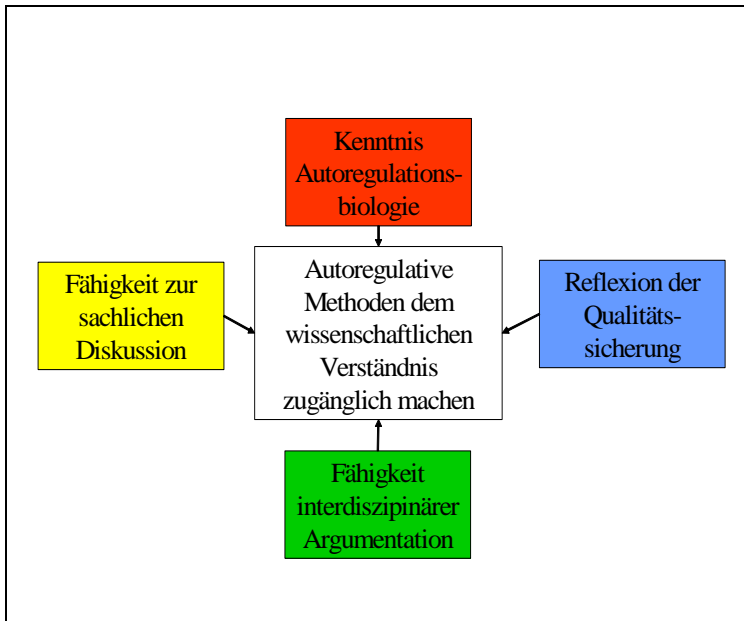 Kenntnis
Autoregulations-
biologie
Fähigkeit zur
sachlichen
Diskussion
Autoregulative
Methoden dem
wissenschaftlichen
Verständnis
zugänglich machen
Reflexion der
Qualitäts-
sicherung
Fähigkeit
interdiszipinärer
Argumentation